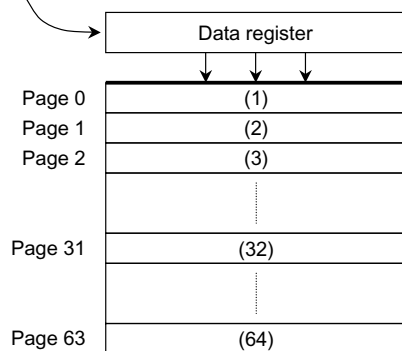 Data register
Page 0 (1)
Page 1 (2)
Page 2 (3)
Page 31 (32)
Page 63 (64)